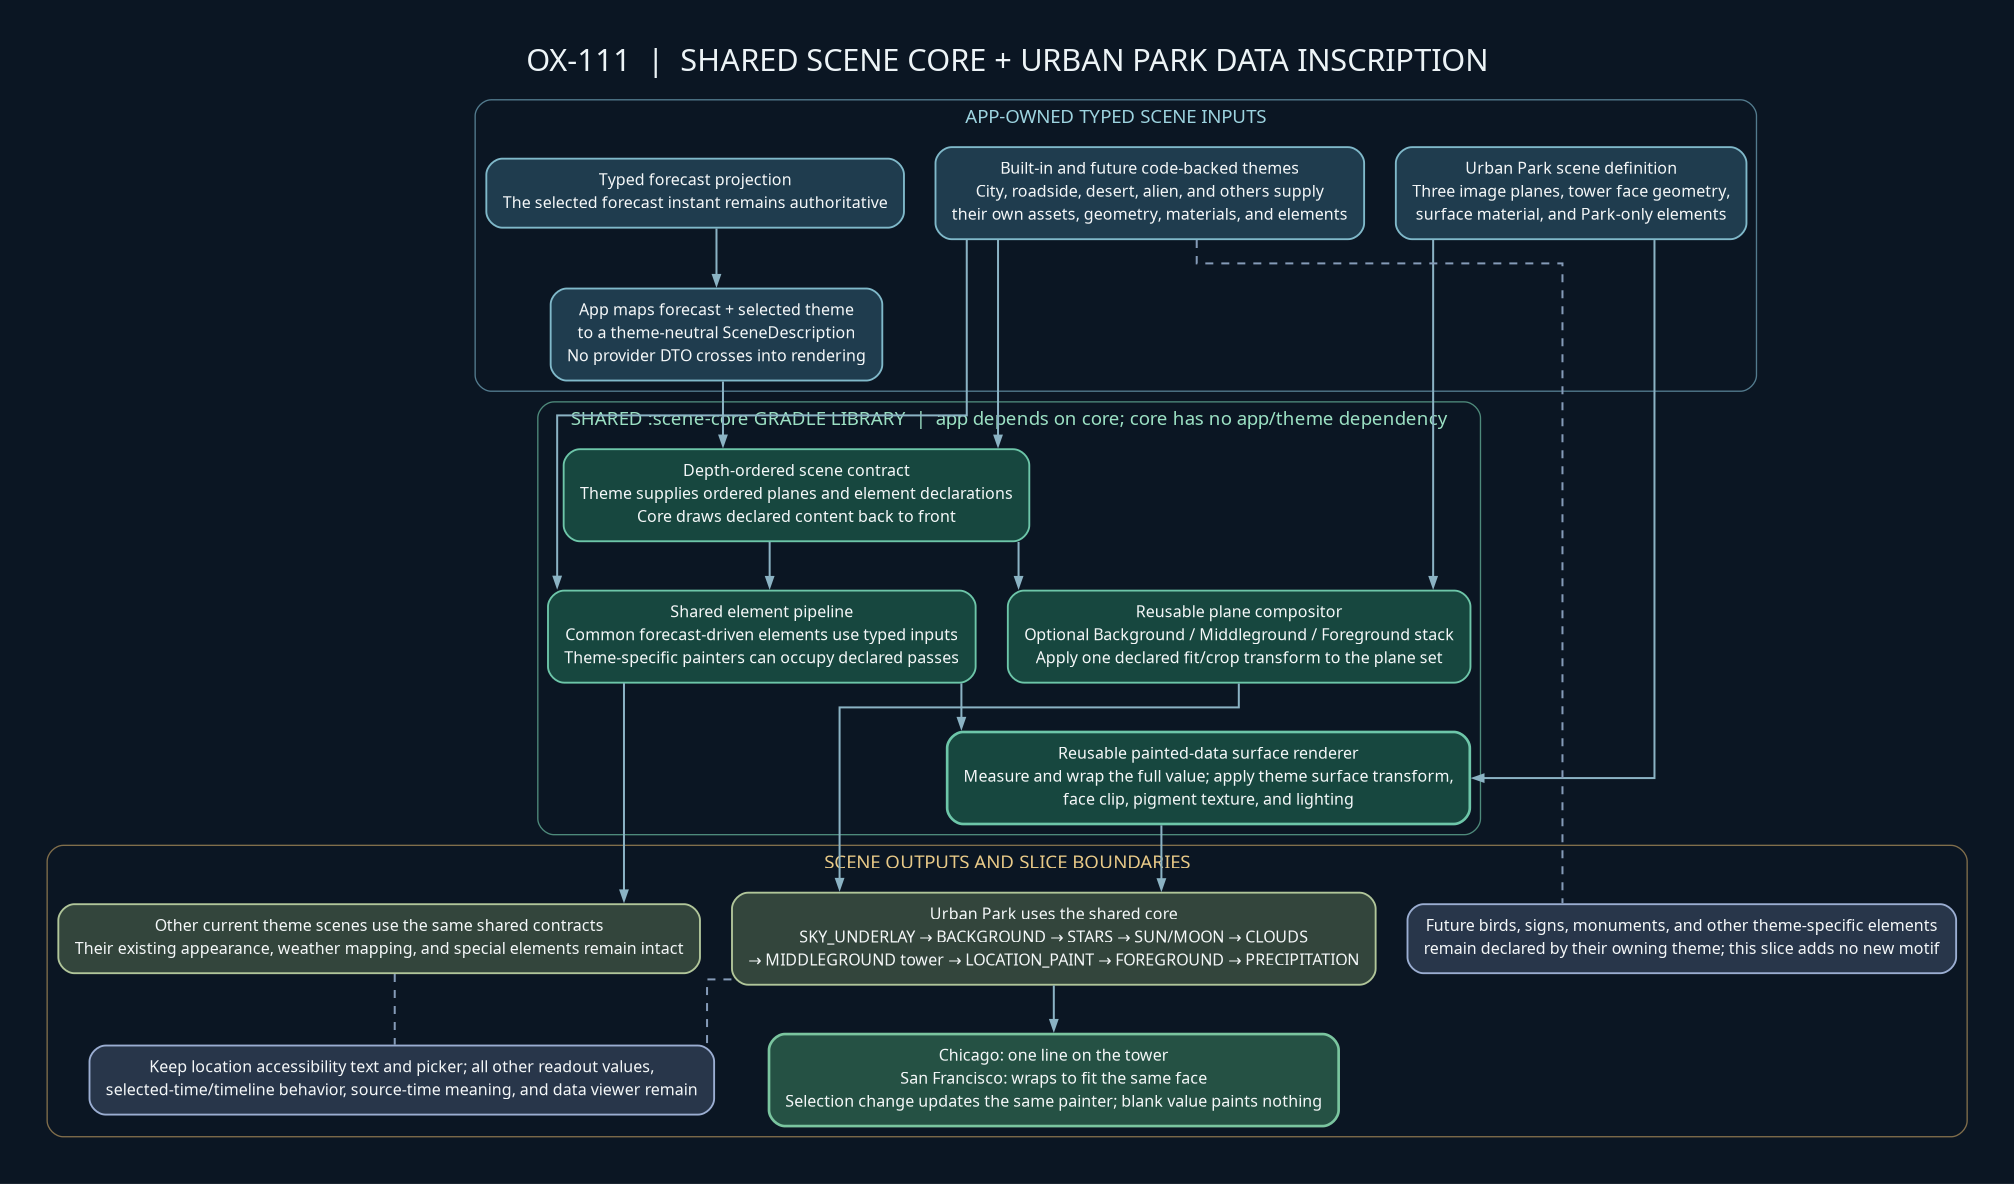 OX-111 | SHARED SCENE CORE + URBAN PARK DATA INSCRIPTION
APP-OWNED TYPED SCENE INPUTS
Typed forecast projection
The selected forecast instant remains authoritative
Built-in and future code-backed themes
City, roadside, desert, alien, and others supply
their own assets, geometry, materials, and elements
Urban Park scene definition
Three image planes, tower face geometry,
surface material, and Park-only elements
App maps forecast + selected theme
to a theme-neutral SceneDescription
No provider DTO crosses into rendering
SHARED :scene-core GRADLE LIBRARY | app depends on core; core has no app/theme dependency
Depth-ordered scene contract
Theme supplies ordered planes and element declarations
Core draws declared content back to front
Shared element pipeline
Common forecast-driven elements use typed inputs
Theme-specific painters can occupy declared passes
Reusable plane compositor
Optional Background / Middleground / Foreground stack
Apply one declared fit/crop transform to the plane set
Reusable painted-data surface renderer
Measure and wrap the full value; apply theme surface transform,
face clip, pigment texture, and lighting
SCENE OUTPUTS AND SLICE BOUNDARIES
Other current theme scenes use the same shared contracts
Their existing appearance, weather mapping, and special elements remain intact
Urban Park uses the shared core
SKY_UNDERLAY → BACKGROUND → STARS → SUN/MOON → CLOUDS
→ MIDDLEGROUND tower → LOCATION_PAINT → FOREGROUND → PRECIPITATION
Future birds, signs, monuments, and other theme-specific elements
remain declared by their owning theme; this slice adds no new motif
Keep location accessibility text and picker; all other readout values,
selected-time/timeline behavior, source-time meaning, and data viewer remain
Chicago: one line on the tower
San Francisco: wraps to fit the same face
Selection change updates the same painter; blank value paints nothing